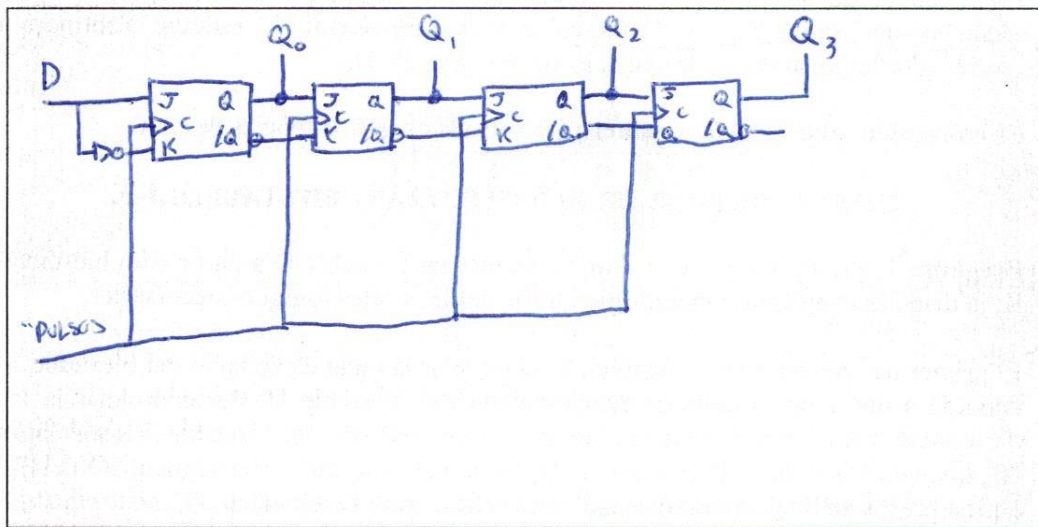 Q₀ Q₁ Q₂ Q₃
D
J Q J Q J Q J Q
C C C C
K /Q K /Q K /Q Q /Q
"PULSOS